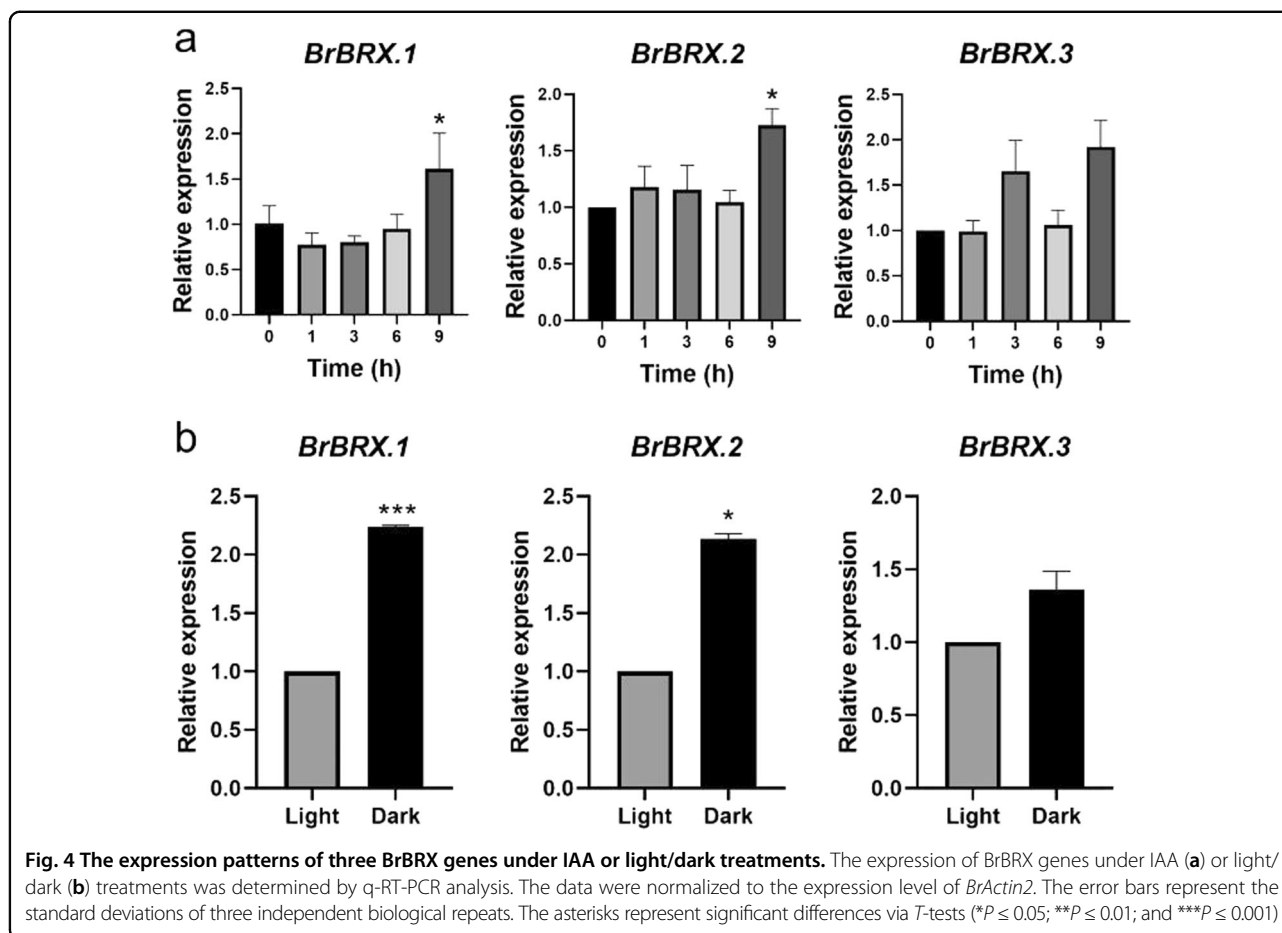 a
BrBRX.1
BrBRX.2
BrBRX.3
Relative expression
2.5
2.0
1.5
1.0
0.5
0.0
*
0 1 3 6 9
Time (h)
Relative expression
2.0
1.5
1.0
0.5
0.0
*
0 1 3 6 9
Time (h)
Relative expression
2.5
2.0
1.5
1.0
0.5
0.0
0 1 3 6 9
Time (h)
b
BrBRX.1
BrBRX.2
BrBRX.3
Relative expression
2.5
2.0
1.5
1.0
0.5
0.0
***
Light Dark
Relative expression
2.5
2.0
1.5
1.0
0.5
0.0
*
Light Dark
Relative expression
2.0
1.5
1.0
0.5
0.0
Light Dark
Fig. 4 The expression patterns of three BrBRX genes under IAA or light/dark treatments. The expression of BrBRX genes under IAA (a) or light/
dark (b) treatments was determined by q-RT-PCR analysis. The data were normalized to the expression level of BrActin2. The error bars represent the
standard deviations of three independent biological repeats. The asterisks represent significant differences via T-tests (*P ≤ 0.05; **P ≤ 0.01; and ***P ≤ 0.001)